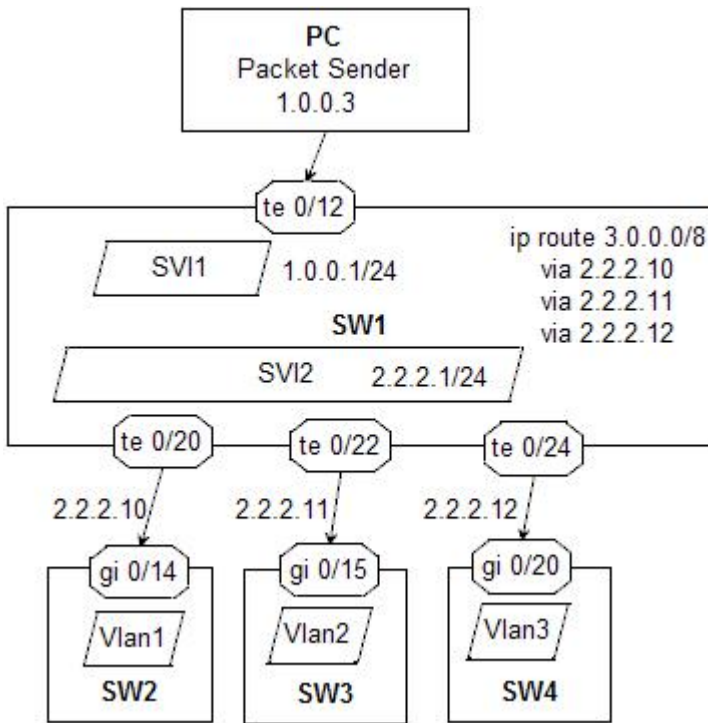 PC
Packet Sender
1.0.0.3
te 0/12
SVI1
1.0.0.1/24
ip route 3.0.0.0/8
via 2.2.2.10
via 2.2.2.11
via 2.2.2.12
SW1
SVI2
2.2.2.1/24
te 0/20
te 0/22
te 0/24
2.2.2.10
2.2.2.11
2.2.2.12
gi 0/14
gi 0/15
gi 0/20
Vlan1
Vlan2
Vlan3
SW2
SW3
SW4